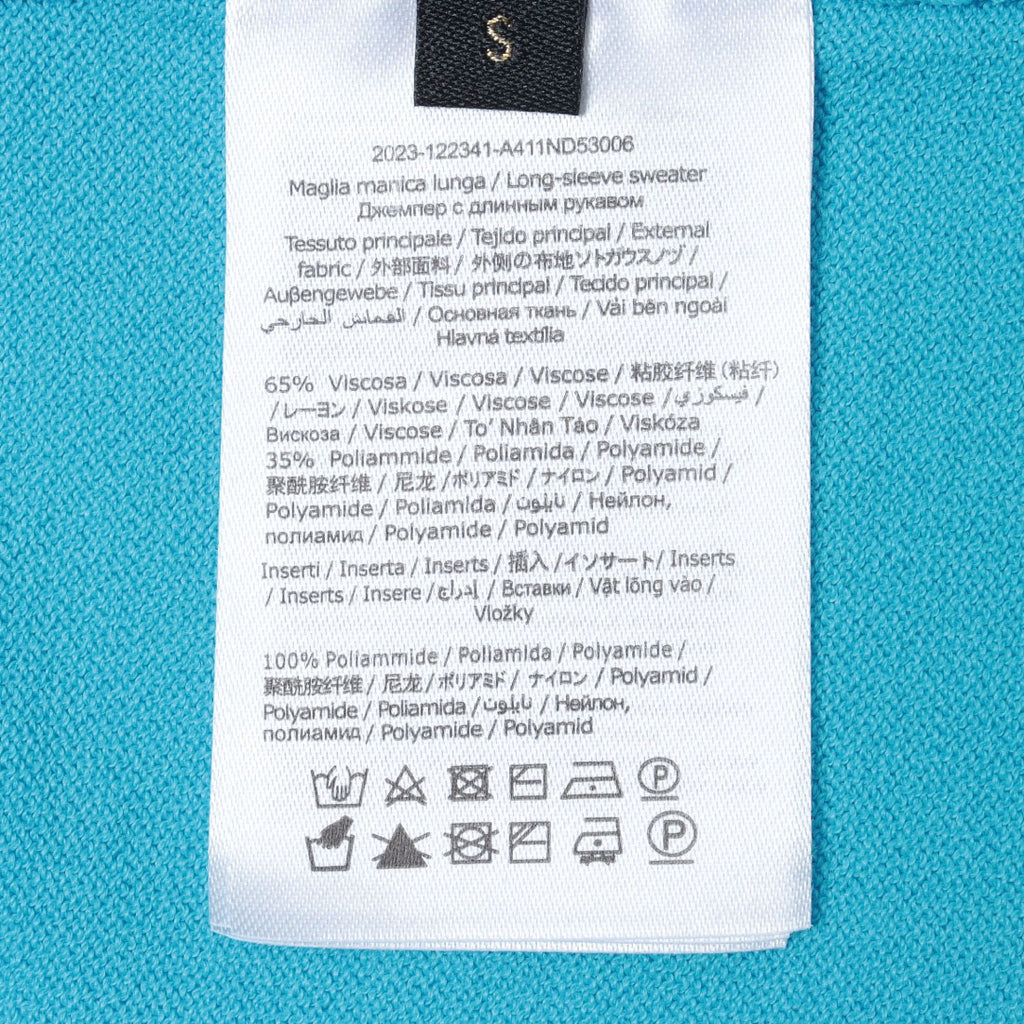 S
2023-122341-A411ND53006
Maglia manica lunga / Long-sleeve sweater
Джемпер с длинным рукавом
Tessuto principale / Tejido principal / External
fabric / 外部面料 / 外側の布地ソトガウスノヅ /
Außengewebe / Tissu principal / Tecido principal /
القماش الخارجي / Основная ткань / Vải bên ngoài
Hlavná textília
65% Viscosa / Viscosa / Viscose / 粘胶纤维 (粘纤)
/ レーヨン / Viskose / Viscose / Viscose / فيسكوزي /
Вискоза / Viscose / To' Nhân Táo / Viskóza
35% Poliammide / Poliamida / Polyamide /
聚酰胺纤维 / 尼龙 /ポリアミド / ナイロン / Polyamid /
Polyamide / Poliamida / نايلون / Нейлон,
полиамид / Polyamide / Polyamid
Inserti / Inserta / Inserts / 插入 /インサート/ Inserts
/ Inserts / Insere / إدراج / Вставки / Vật lõng vào /
Vložky
100% Poliammide / Poliamida / Polyamide /
聚酰胺纤维 / 尼龙 / ポリアミド / ナイロン / Polyamid /
Polyamide / Poliamida / نايلون / Нейлон,
полиамид / Polyamide / Polyamid
P
P